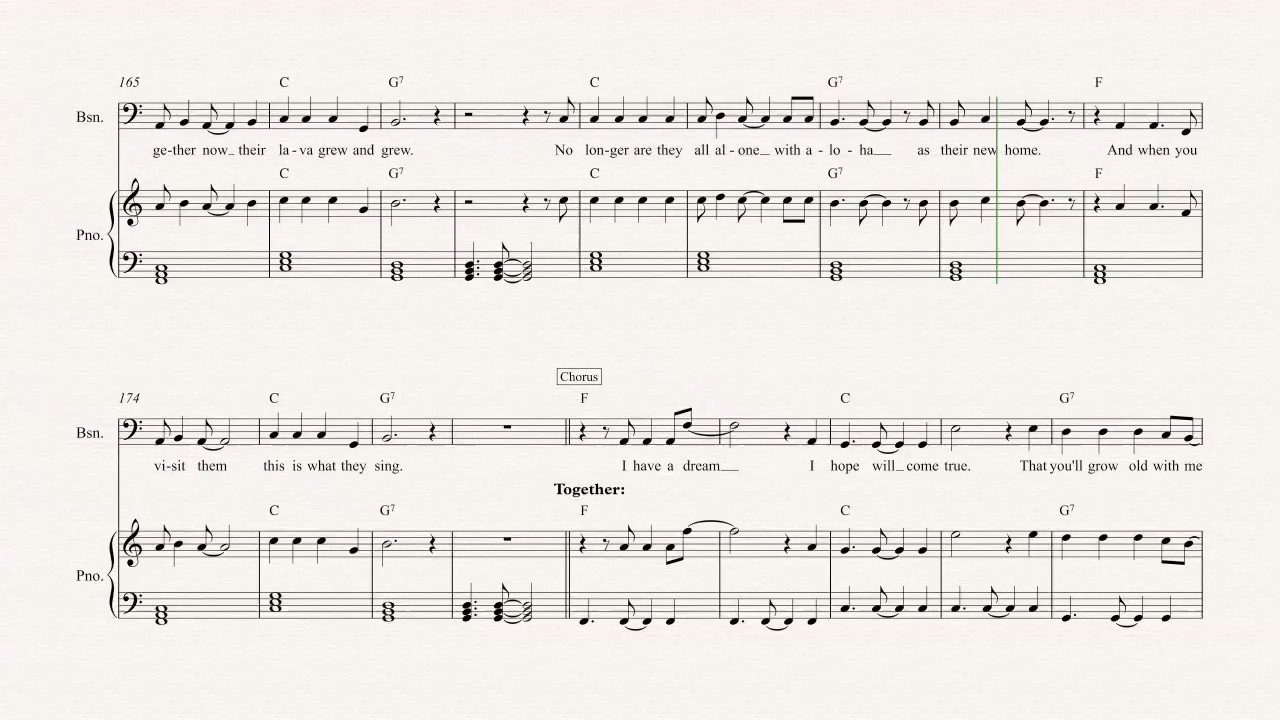 165 C G7 C G7 F
Bsn.
ge-ther now_ their la-va grew and grew. No lon-ger are they all al-one_ with a-lo-ha_ as their new home. And when you
C G7 C G7 F
Pno.
Chorus
174 C G7 F C G7
Bsn.
vi-sit them this is what they sing. I have a dream_ I hope will_ come true. That you'll grow old with me
Together:
C G7 F C G7
Pno.